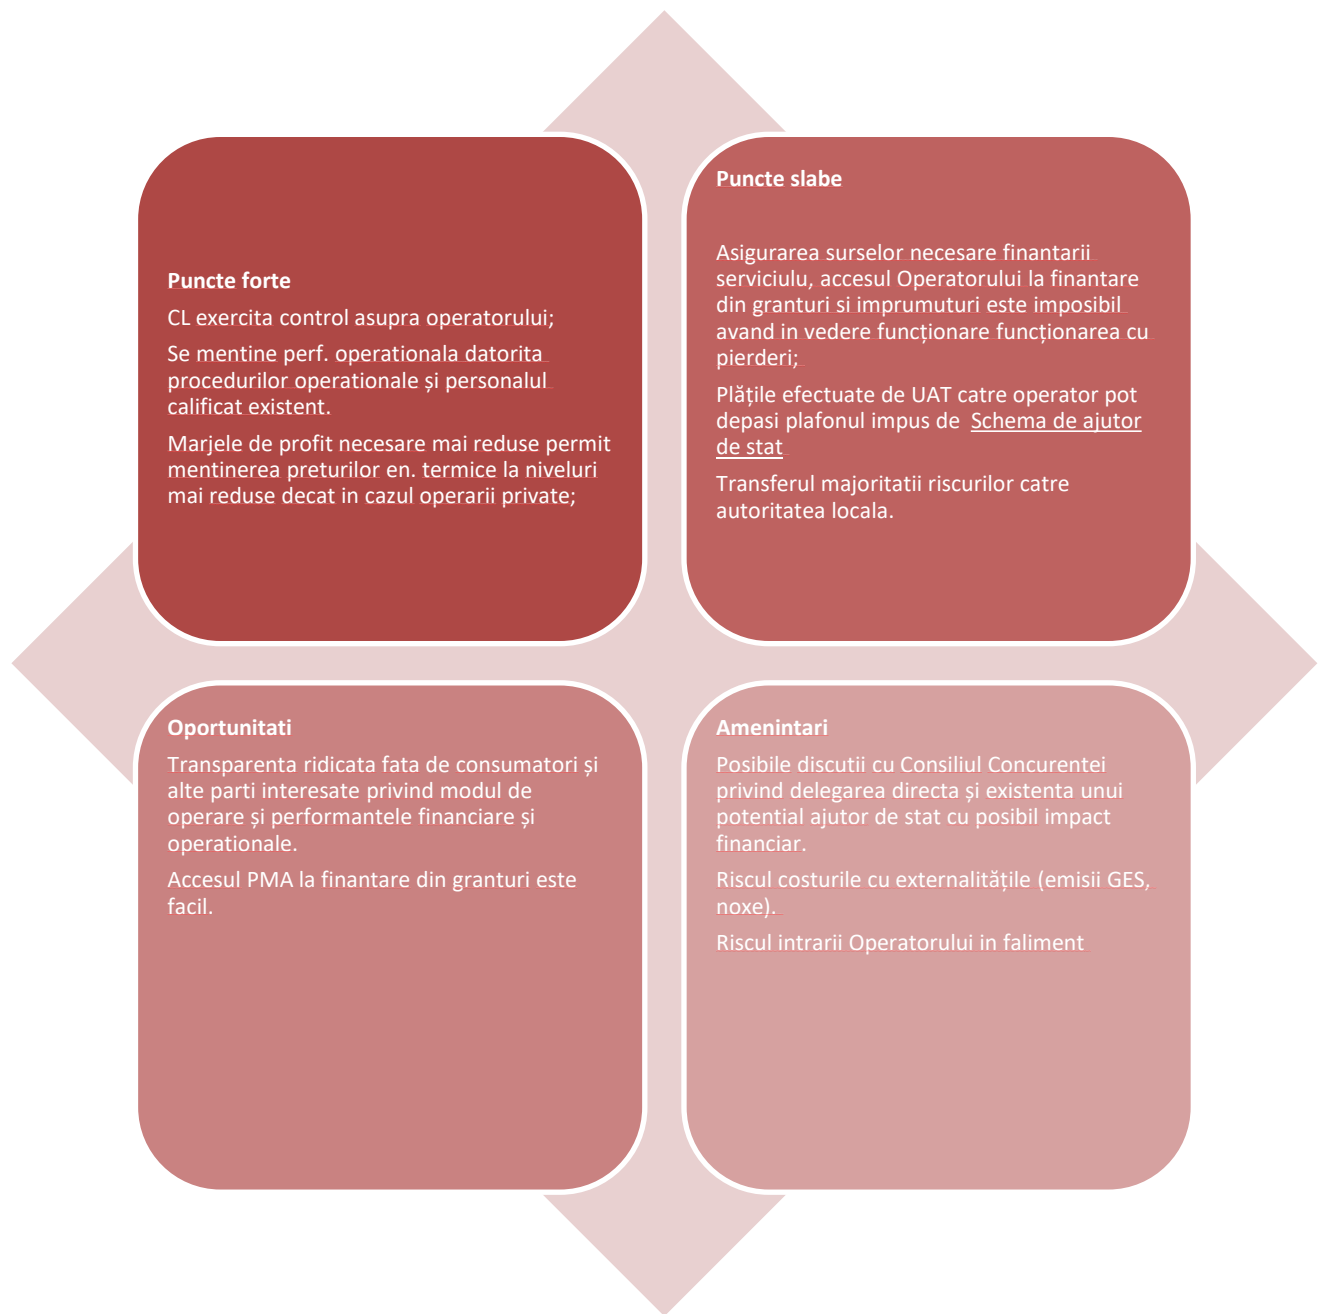 Puncte forte
CL exercita control asupra operatorului;
Se mentine perf. operationala datorita
procedurilor operationale și personalul
calificat existent.
Marjele de profit necesare mai reduse permit
mentinerea preturilor en. termice la niveluri
mai reduse decat in cazul operarii private;
Puncte slabe
Asigurarea surselor necesare finantarii
serviciulu, accesul Operatorului la finantare
din granturi si imprumuturi este imposibil
avand in vedere funcționare funcționarea cu
pierderi;
Plățile efectuate de UAT catre operator pot
depasi plafonul impus de Schema de ajutor
de stat
Transferul majoritatii riscurilor catre
autoritatea locala.
Oportunitati
Transparenta ridicata fata de consumatori și
alte parti interesate privind modul de
operare și performantele financiare și
operationale.
Accesul PMA la finantare din granturi este
facil.
Amenintari
Posibile discutii cu Consiliul Concurentei
privind delegarea directa și existenta unui
potential ajutor de stat cu posibil impact
financiar.
Riscul costurile cu externalitățile (emisii GES,
noxe).
Riscul intrarii Operatorului in faliment